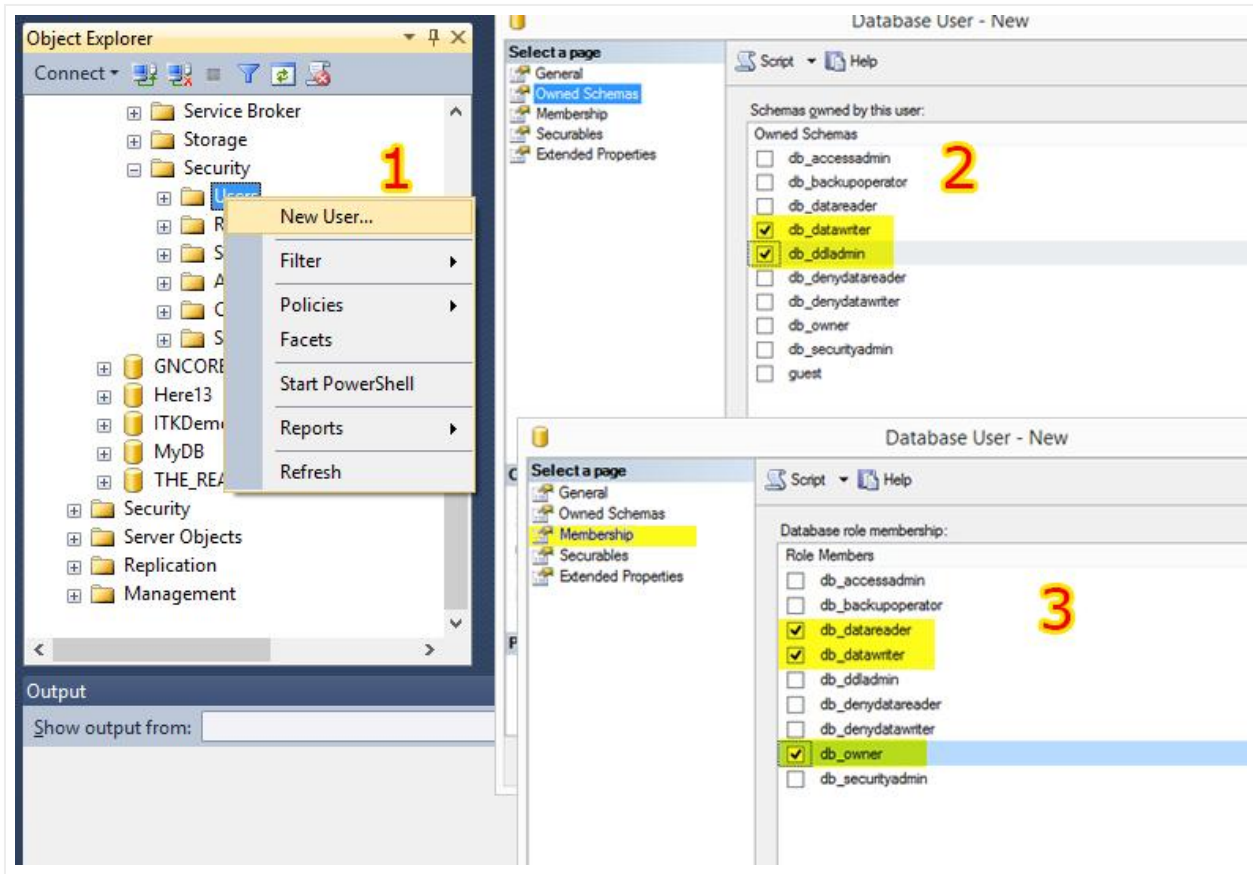 Object Explorer
Connect
Service Broker
Storage
Security
Users
New User...
Filter
Policies
Facets
Start PowerShell
Reports
Refresh
R
S
A
C
S
GNCORE
Here13
ITKDem
MyDB
THE_REA
Security
Server Objects
Replication
Management
1
Output
Show output from:
Database User - New
Select a page
General
Owned Schemas
Membership
Securables
Extended Properties
Script
Help
Schemas owned by this user:
Owned Schemas
db_accessadmin
db_backupoperator
db_datareader
db_datawriter
db_ddladmin
db_denydatareader
db_denydatawriter
db_owner
db_securityadmin
guest
2
C
P
Database User - New
Select a page
General
Owned Schemas
Membership
Securables
Extended Properties
Script
Help
Database role membership:
Role Members
db_accessadmin
db_backupoperator
db_datareader
db_datawriter
db_ddladmin
db_denydatareader
db_denydatawriter
db_owner
db_securityadmin
3